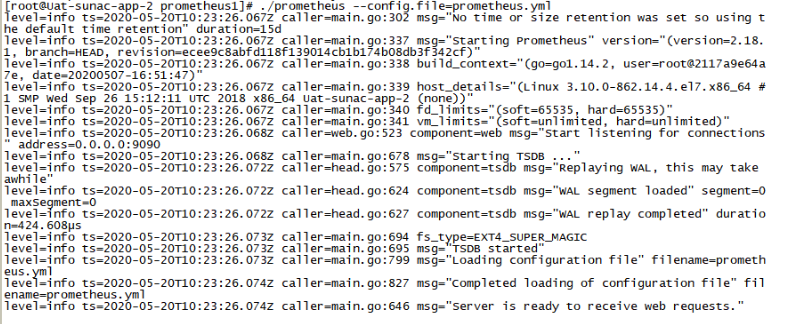 [root@Uat-sunac-app-2 prometheus1]# ./prometheus --config.file=prometheus.yml
level=info ts=2020-05-20T10:23:26.067Z caller=main.go:302 msg="No time or size retention was set so using t
he default time retention" duration=15d
level=info ts=2020-05-20T10:23:26.067Z caller=main.go:337 msg="Starting Prometheus" version="(version=2.18.
1, branch=HEAD, revision=ecee9c8abfd118f139014cb1b174b08db3f342cf)"
level=info ts=2020-05-20T10:23:26.067Z caller=main.go:338 build_context="(go=go1.14.2, user=root@2117a9e64a
7e, date=20200507-16:51:47)"
level=info ts=2020-05-20T10:23:26.067Z caller=main.go:339 host_details="(Linux 3.10.0-862.14.4.el7.x86_64 #
1 SMP Wed Sep 26 15:12:11 UTC 2018 x86_64 Uat-sunac-app-2 (none))"
level=info ts=2020-05-20T10:23:26.067Z caller=main.go:340 fd_limits="(soft=65535, hard=65535)"
level=info ts=2020-05-20T10:23:26.067Z caller=main.go:341 vm_limits="(soft=unlimited, hard=unlimited)"
level=info ts=2020-05-20T10:23:26.068Z caller=web.go:523 component=web msg="Start listening for connections
" address=0.0.0.0:9090
level=info ts=2020-05-20T10:23:26.068Z caller=main.go:678 msg="Starting TSDB ..."
level=info ts=2020-05-20T10:23:26.072Z caller=head.go:575 component=tsdb msg="Replaying WAL, this may take
awhile"
level=info ts=2020-05-20T10:23:26.072Z caller=head.go:624 component=tsdb msg="WAL segment loaded" segment=0
 maxSegment=0
level=info ts=2020-05-20T10:23:26.072Z caller=head.go:627 component=tsdb msg="WAL replay completed" duratio
n=424.608µs
level=info ts=2020-05-20T10:23:26.073Z caller=main.go:694 fs_type=EXT4_SUPER_MAGIC
level=info ts=2020-05-20T10:23:26.073Z caller=main.go:695 msg="TSDB started"
level=info ts=2020-05-20T10:23:26.073Z caller=main.go:799 msg="Loading configuration file" filename=prometh
eus.yml
level=info ts=2020-05-20T10:23:26.074Z caller=main.go:827 msg="Completed loading of configuration file" fil
ename=prometheus.yml
level=info ts=2020-05-20T10:23:26.074Z caller=main.go:646 msg="Server is ready to receive web requests."